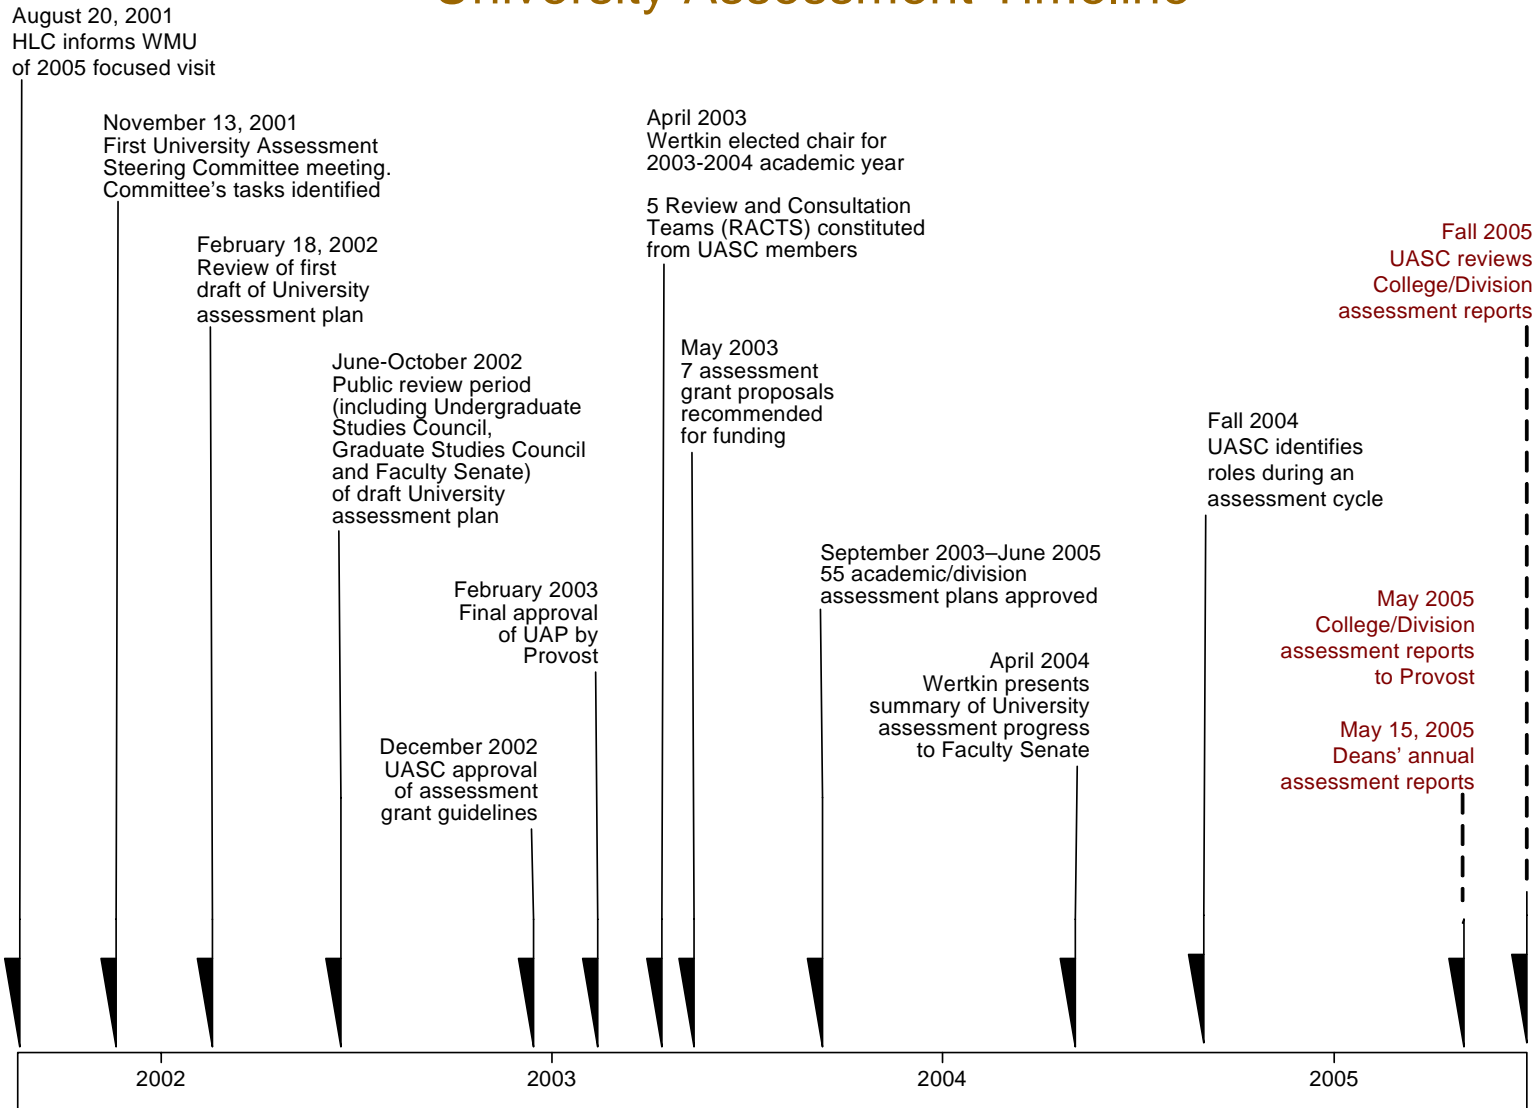 University Assessment Timeline
August 20, 2001
HLC informs WMU
of 2005 focused visit
November 13, 2001
First University Assessment
Steering Committee meeting.
Committee's tasks identified
February 18, 2002
Review of first
draft of University
assessment plan
June-October 2002
Public review period
(including Undergraduate
Studies Council,
Graduate Studies Council
and Faculty Senate)
of draft University
assessment plan
December 2002
UASC approval
of assessment
grant guidelines
February 2003
Final approval
of UAP by
Provost
April 2003
Wertkin elected chair for
2003-2004 academic year
5 Review and Consultation
Teams (RACTS) constituted
from UASC members
May 2003
7 assessment
grant proposals
recommended
for funding
September 2003–June 2005
55 academic/division
assessment plans approved
April 2004
Wertkin presents
summary of University
assessment progress
to Faculty Senate
Fall 2004
UASC identifies
roles during an
assessment cycle
Fall 2005
UASC reviews
College/Division
assessment reports
May 2005
College/Division
assessment reports
to Provost
May 15, 2005
Deans' annual
assessment reports
2002
2003
2004
2005